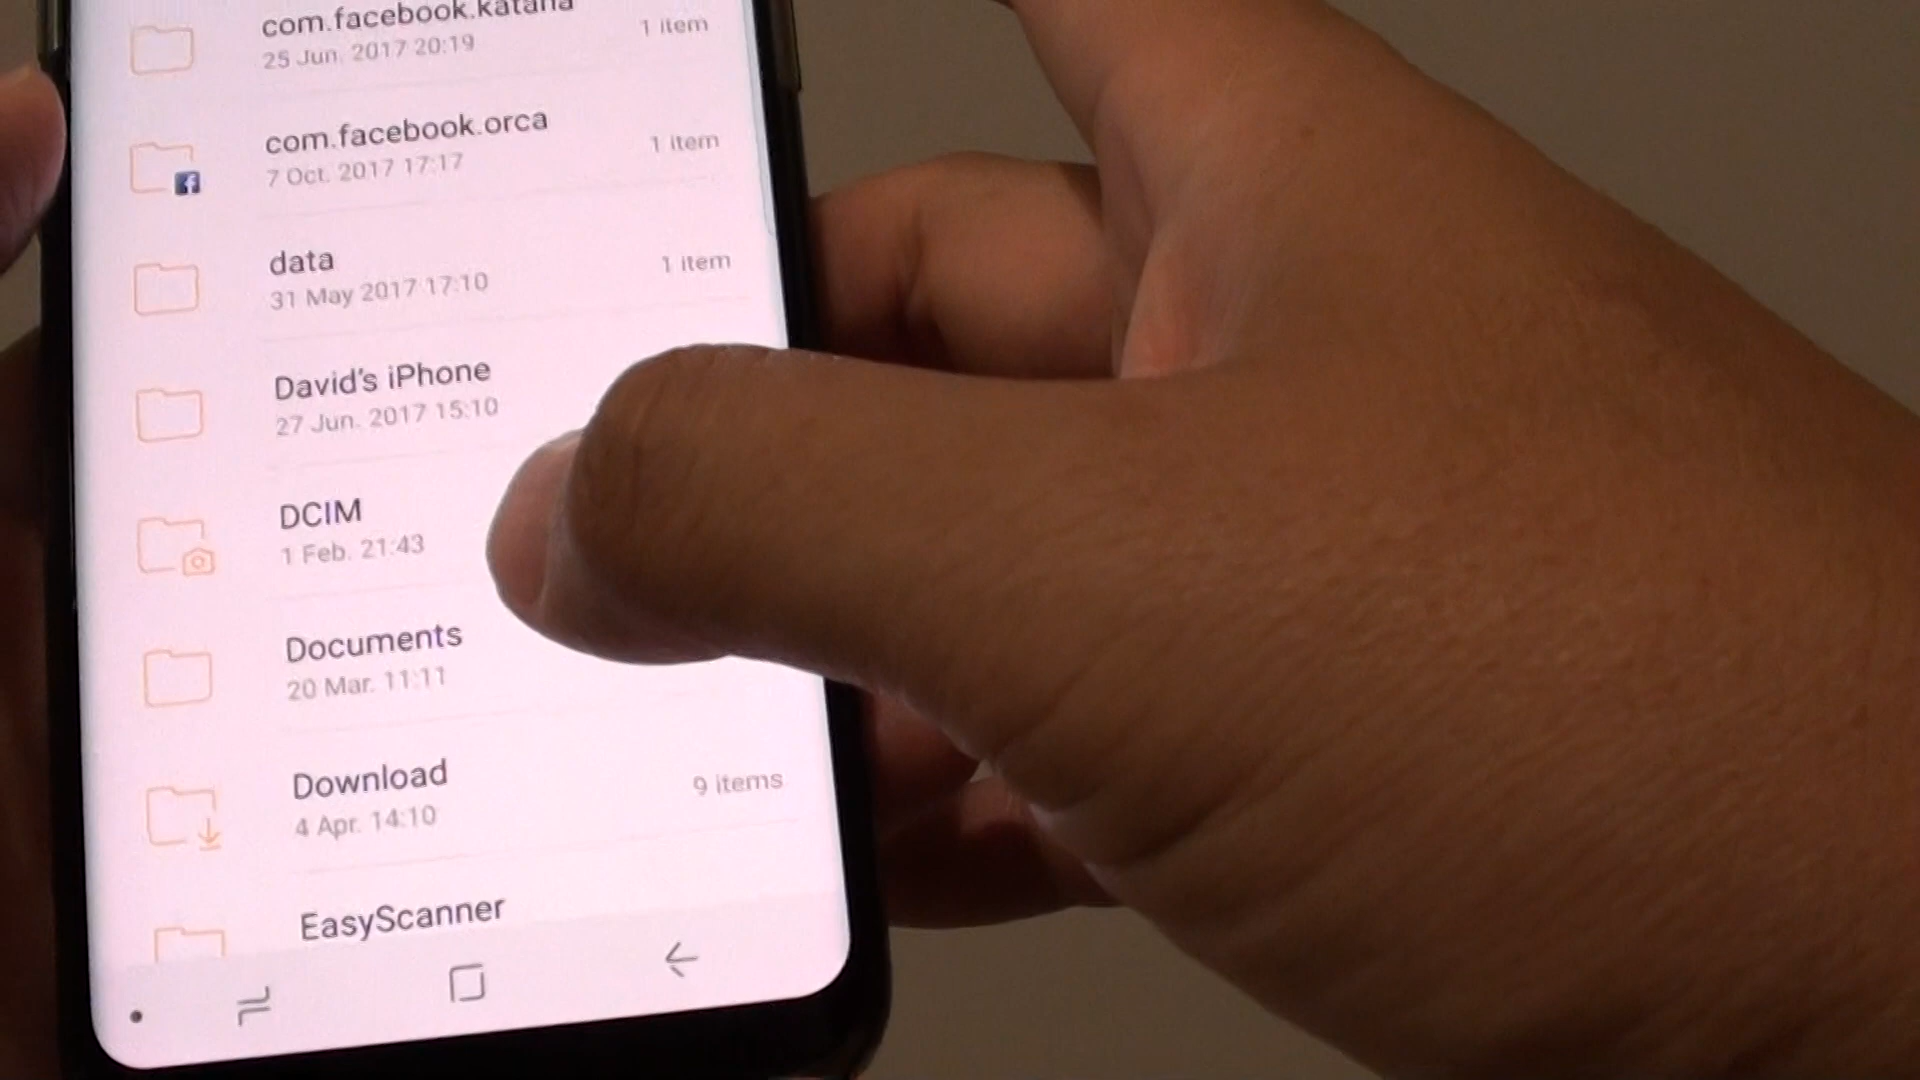 com.facebook.katana
25 Jun. 2017 20:19
1 item
com.facebook.orca
7 Oct. 2017 17:17
1 item
data
31 May 2017 17:10
1 item
David's iPhone
27 Jun. 2017 15:10
DCIM
1 Feb. 21:43
Documents
20 Mar. 11:11
Download
4 Apr. 14:10
9 items
EasyScanner